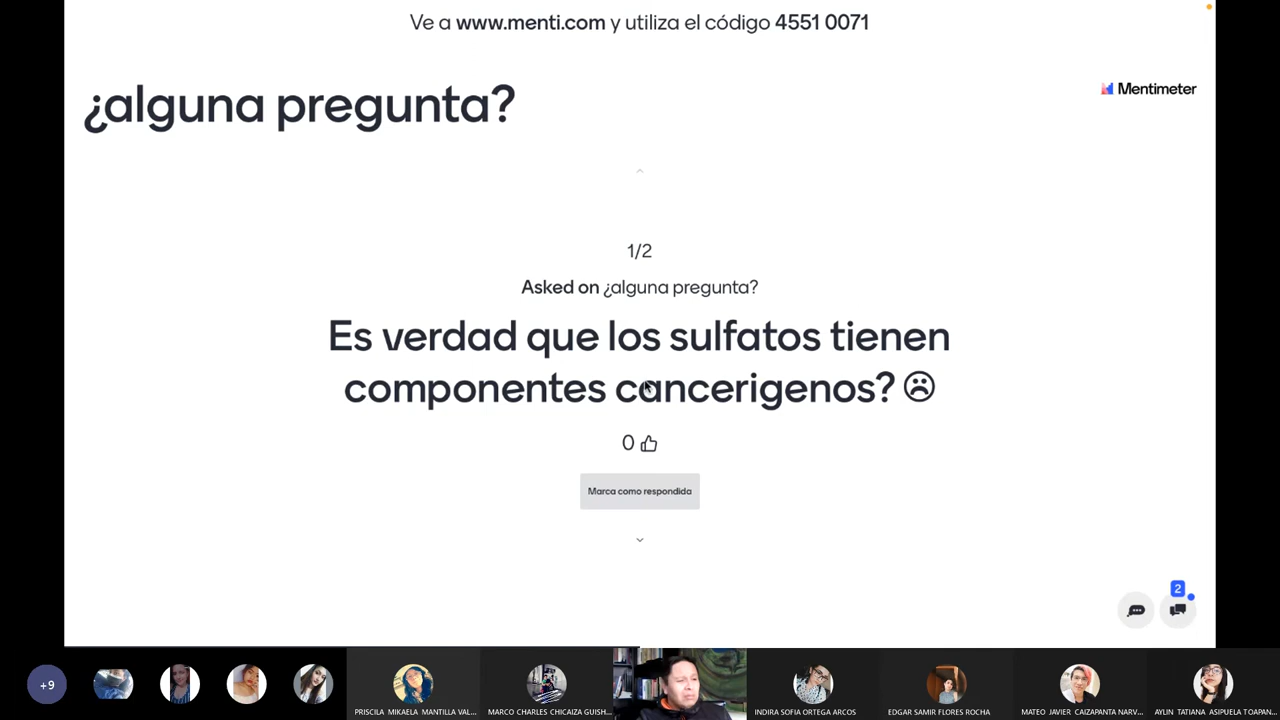 Ve a www.menti.com y utiliza el código 4551 0071
¿alguna pregunta?
Mentimeter
1/2
Asked on ¿alguna pregunta?
Es verdad que los sulfatos tienen
componentes cancerigenos? ☹
0
Marca como respondida
2
+9
PRISCILA MIKAELA MANTILLA VAL...
MARCO CHARLES CHICAIZA GUISH...
INDIRA SOFIA ORTEGA ARCOS
EDGAR SAMIR FLORES ROCHA
MATEO JAVIER CAIZAPANTA NARV...
AYLIN TATIANA ASIPUELA TOAPAN...